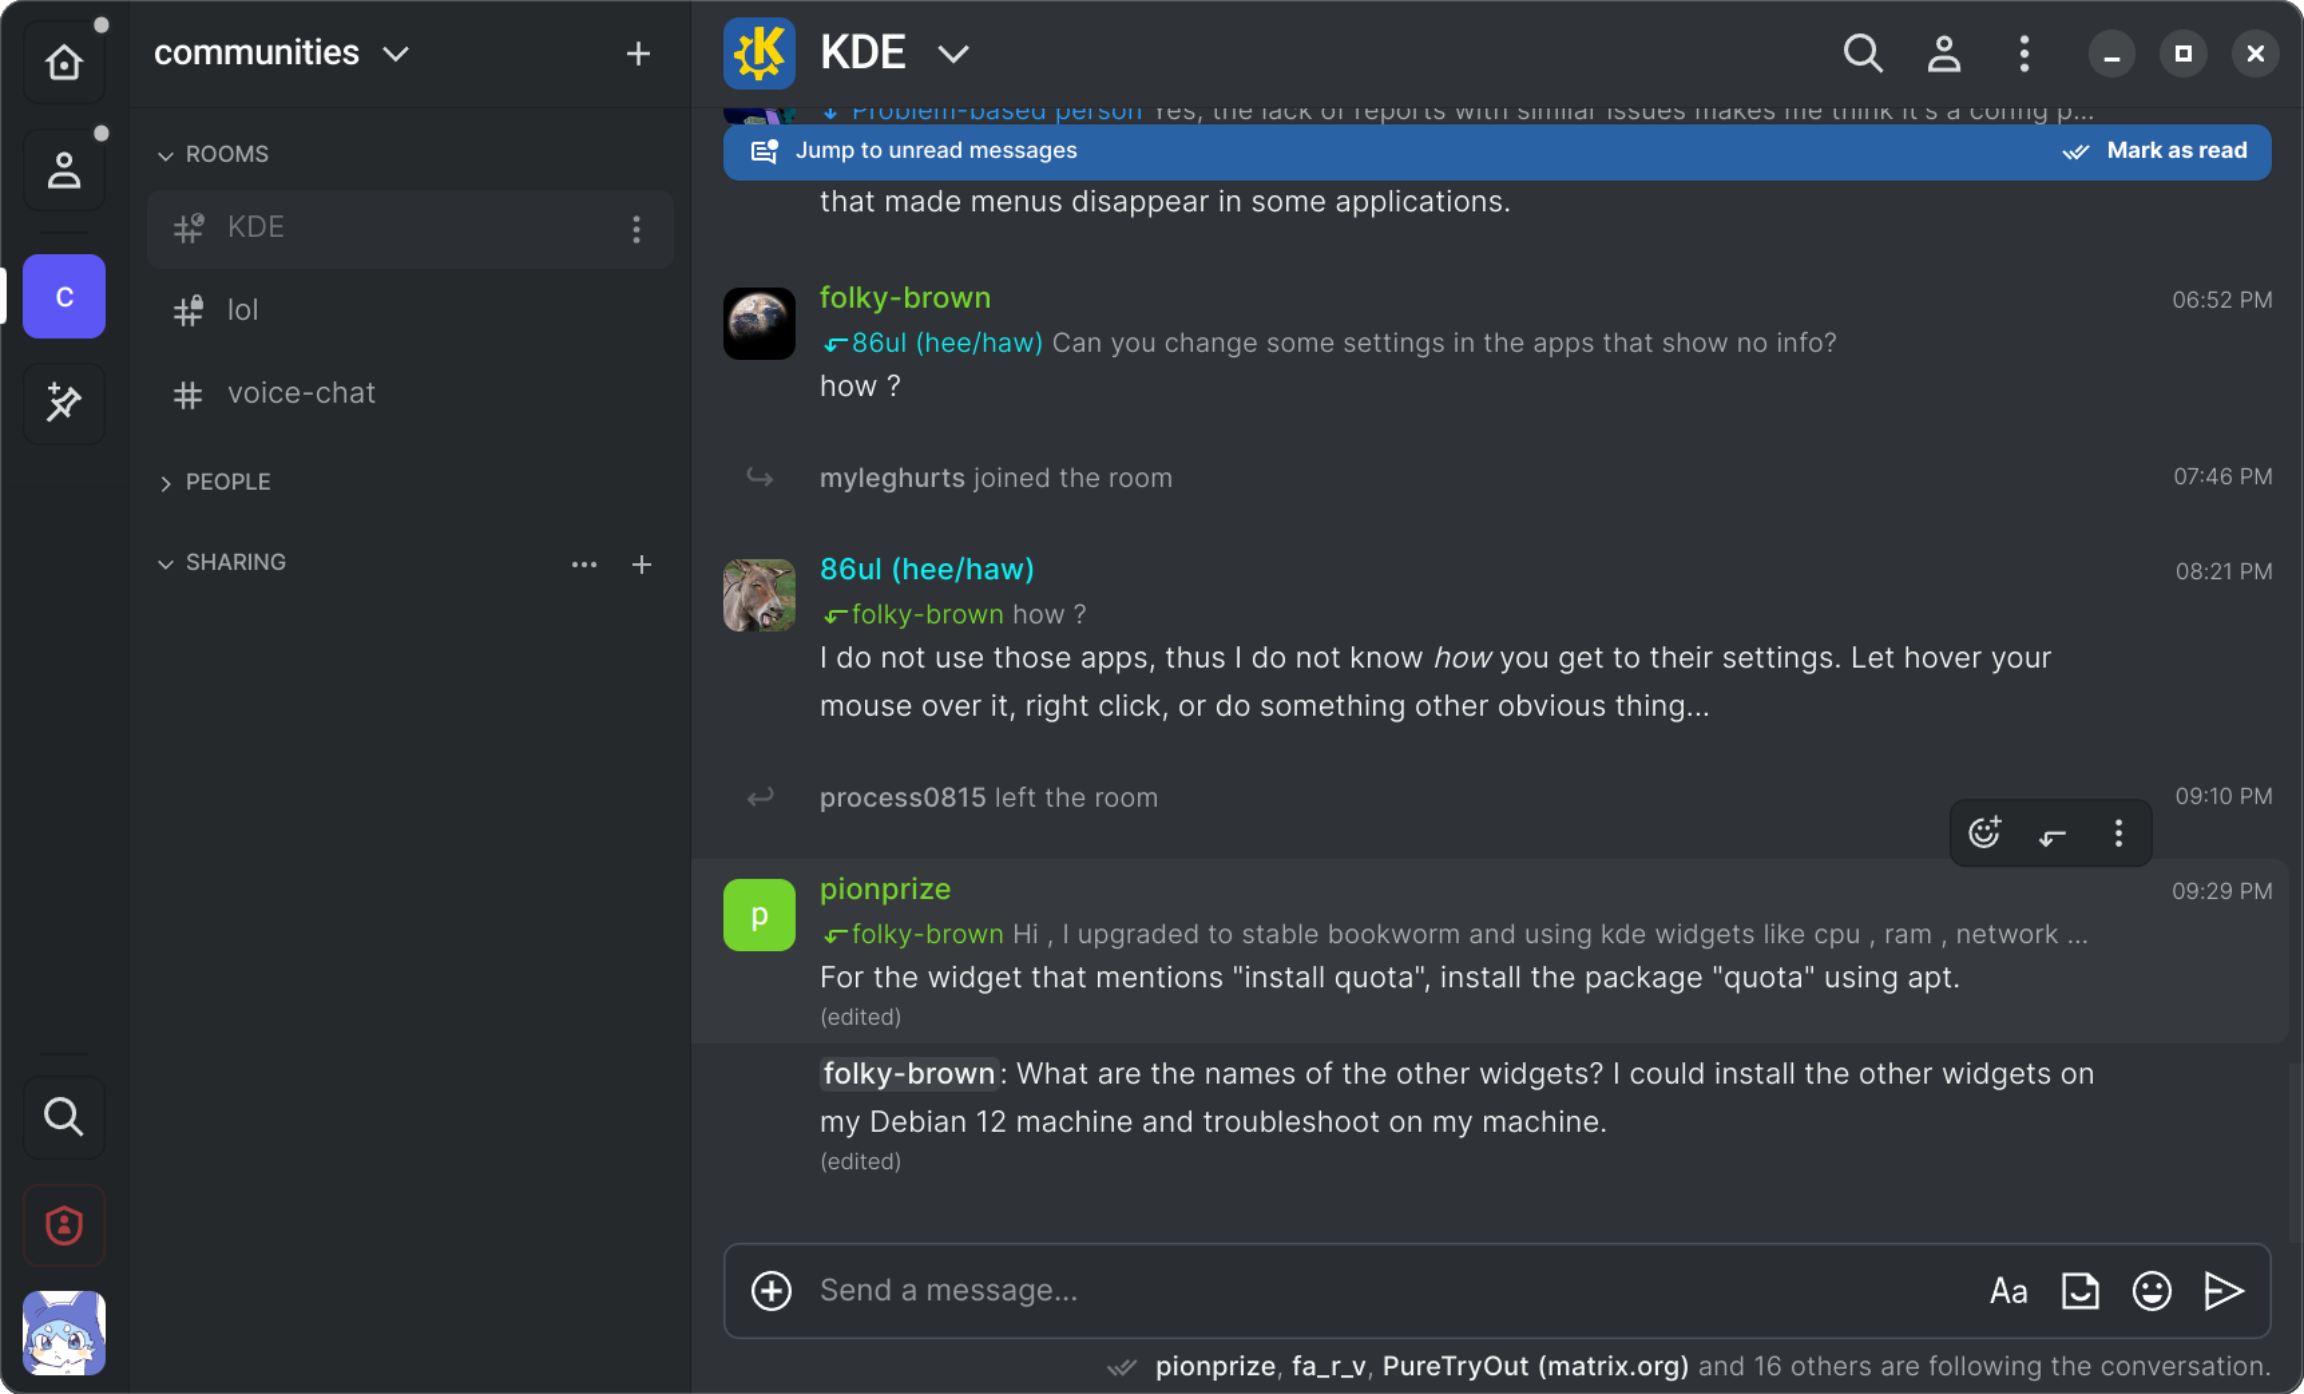 communities
ROOMS
KDE
lol
voice-chat
PEOPLE
SHARING
C
KDE
Problem-based person Yes, the lack of reports with similar issues makes me think it's a config p...
Jump to unread messages
Mark as read
that made menus disappear in some applications.
folky-brown
06:52 PM
86ul (hee/haw) Can you change some settings in the apps that show no info?
how ?
myleghurts joined the room
07:46 PM
86ul (hee/haw)
08:21 PM
folky-brown how ?
I do not use those apps, thus I do not know how you get to their settings. Let hover your
mouse over it, right click, or do something other obvious thing...
process0815 left the room
09:10 PM
p
pionprize
09:29 PM
folky-brown Hi , I upgraded to stable bookworm and using kde widgets like cpu , ram , network ...
For the widget that mentions "install quota", install the package "quota" using apt.
(edited)
folky-brown: What are the names of the other widgets? I could install the other widgets on
my Debian 12 machine and troubleshoot on my machine.
(edited)
Send a message...
Aa
pionprize, fa_r_v, PureTryOut (matrix.org) and 16 others are following the conversation.